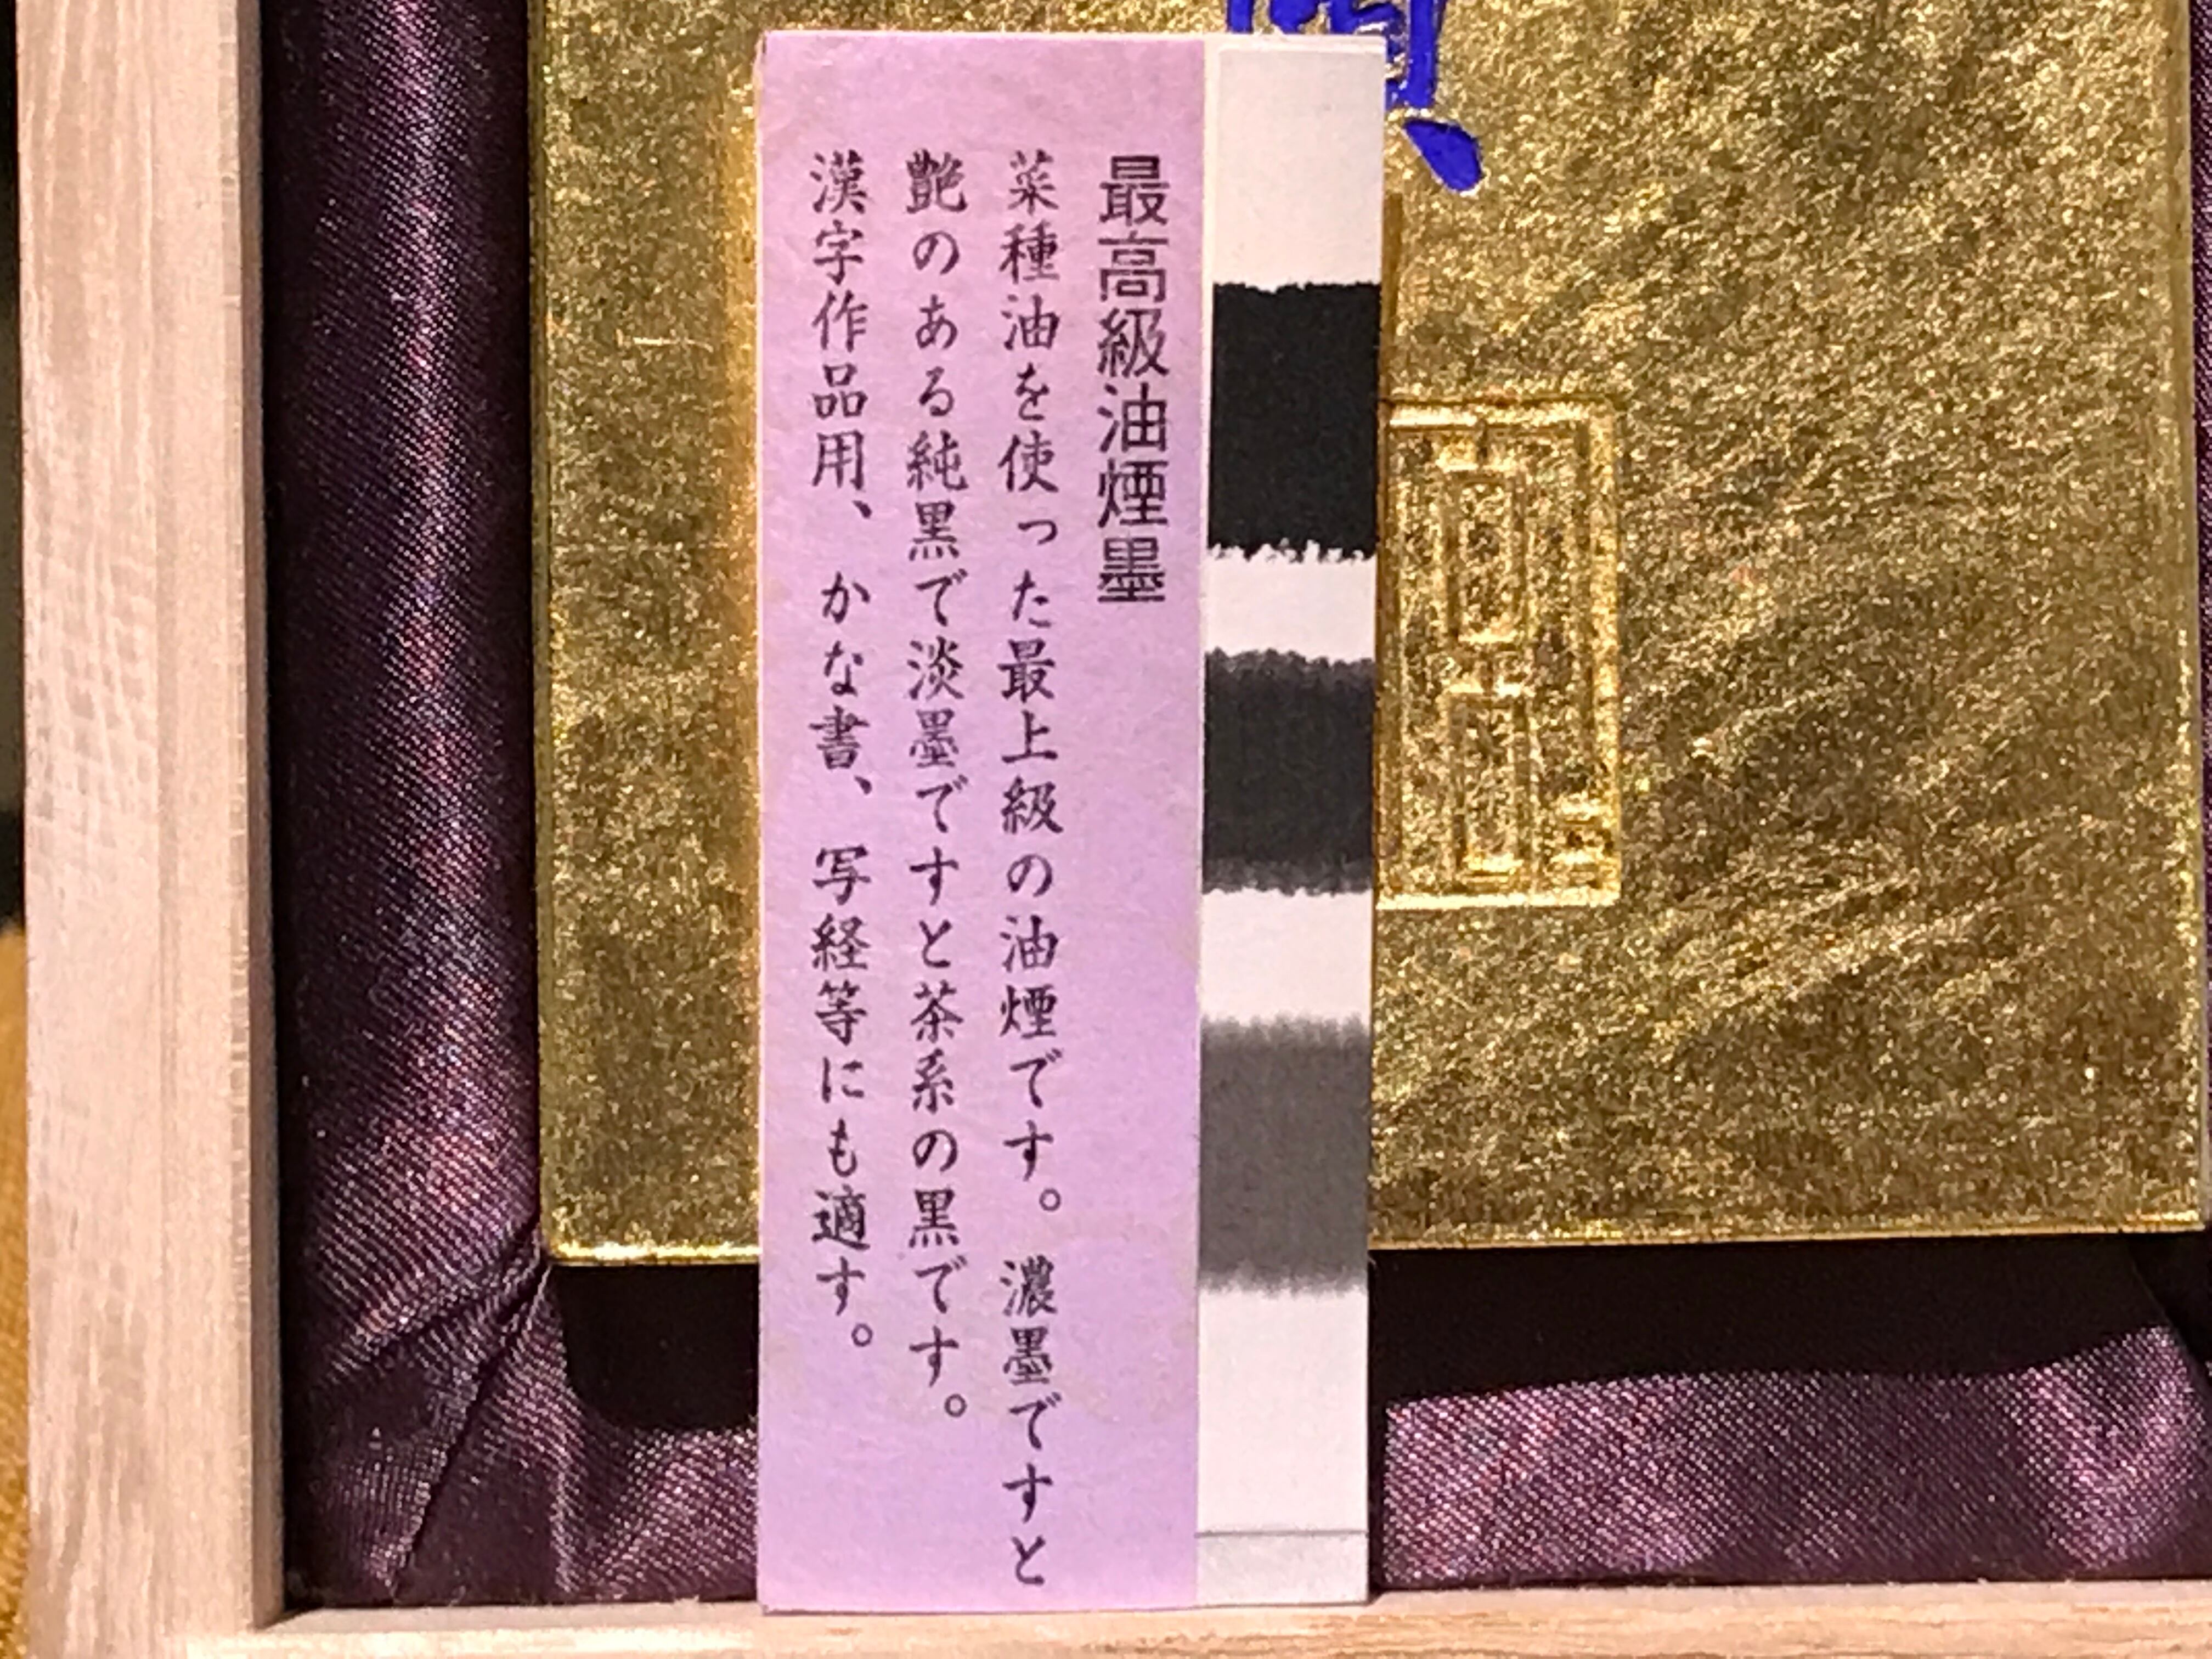 最高級油煙墨
菜種油を使った最上級の油煙です。濃墨ですと
艶のある純黒で淡墨ですと茶系の黒です。
漢字作品用、かな書、写経等にも適す。